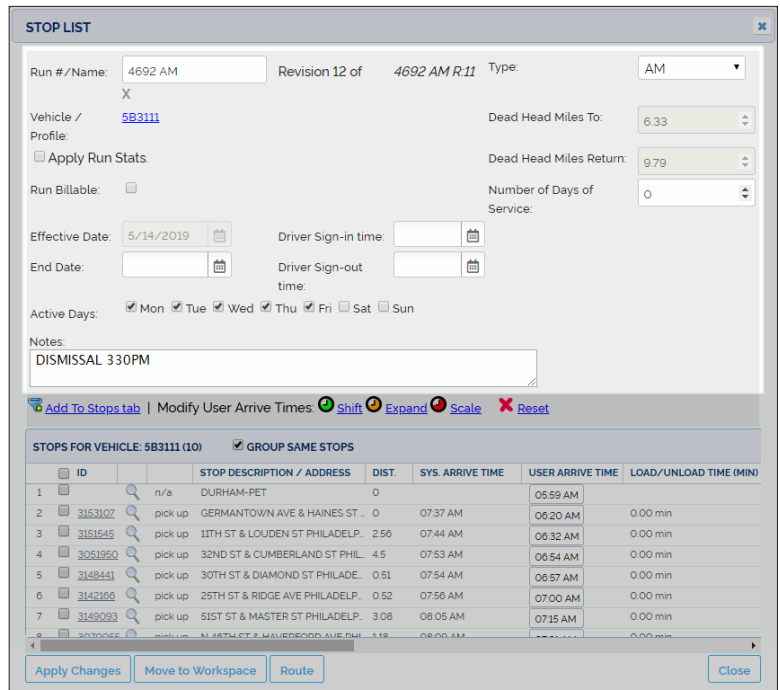 STOP LIST
Run #/Name: 4692 AM Revision 12 of 4692 AM R:11 Type: AM
X
Vehicle / Profile: 5B3111 Dead Head Miles To: 6.33
Apply Run Stats. Dead Head Miles Return: 9.79
Run Billable: Number of Days of Service: 0
Effective Date: 5/14/2019 Driver Sign-in time:
End Date: Driver Sign-out time:
Active Days: Mon Tue Wed Thu Fri Sat Sun
Notes:
DISMISSAL 330PM
Add To Stops tab | Modify User Arrive Times: Shift Expand Scale Reset
STOPS FOR VEHICLE: 5B3111 (10) GROUP SAME STOPS
ID STOP DESCRIPTION / ADDRESS DIST. SYS. ARRIVE TIME USER ARRIVE TIME LOAD/UNLOAD TIME (MIN)
1 n/a DURHAM-PET 0 05:59 AM
2 3153107 pick up GERMANTOWN AVE & HAINES ST .. 0 07:37 AM 06:20 AM 0.00 min
3 3151545 pick up 11TH ST & LOUDEN ST PHILADELP.. 2.56 07:44 AM 06:32 AM 0.00 min
4 3051950 pick up 32ND ST & CUMBERLAND ST PHIL.. 4.5 07:53 AM 06:54 AM 0.00 min
5 3148441 pick up 30TH ST & DIAMOND ST PHILADE.. 0.51 07:54 AM 06:57 AM 0.00 min
6 3142166 pick up 25TH ST & RIDGE AVE PHILADELP.. 0.52 07:56 AM 07:00 AM 0.00 min
7 3149093 pick up 51ST ST & MASTER ST PHILADELP.. 3.08 08:05 AM 07:15 AM 0.00 min
Apply Changes Move to Workspace Route Close